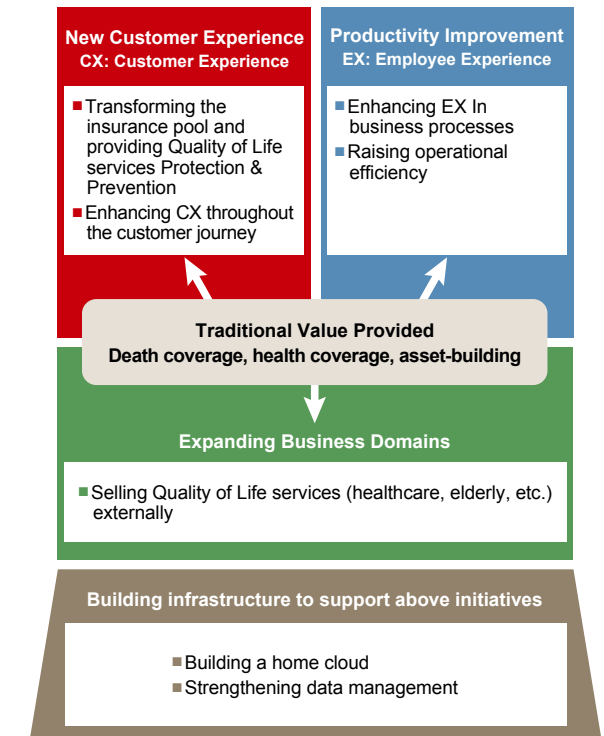 New Customer Experience
CX: Customer Experience
■Transforming the
insurance pool and
providing Quality of Life
services Protection &
Prevention
■Enhancing CX throughout
the customer journey
Productivity Improvement
EX: Employee Experience
■Enhancing EX In
business processes
■Raising operational
efficiency
Traditional Value Provided
Death coverage, health coverage, asset-building
Expanding Business Domains
■Selling Quality of Life services (healthcare, elderly, etc.)
externally
Building infrastructure to support above initiatives
■Building a home cloud
■Strengthening data management